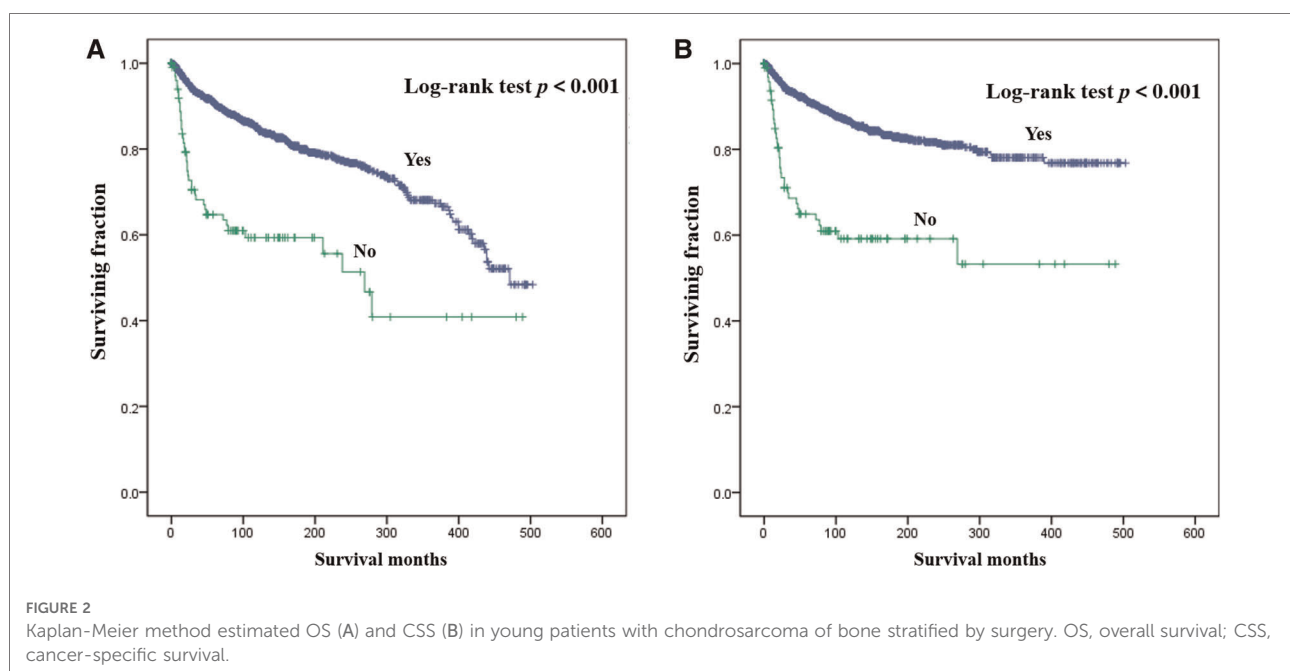 A
B
Log-rank test p < 0.001
Log-rank test p < 0.001
Yes
No
Yes
No
Survivinig fraction
1.0
0.8
0.6
0.4
0.2
0.0
0 100 200 300 400 500 600
Survival months
Surviving fraction
1.0
0.8
0.6
0.4
0.2
0.0
0 100 200 300 400 500 600
Survival months
FIGURE 2
Kaplan-Meier method estimated OS (A) and CSS (B) in young patients with chondrosarcoma of bone stratified by surgery. OS, overall survival; CSS,
cancer-specific survival.